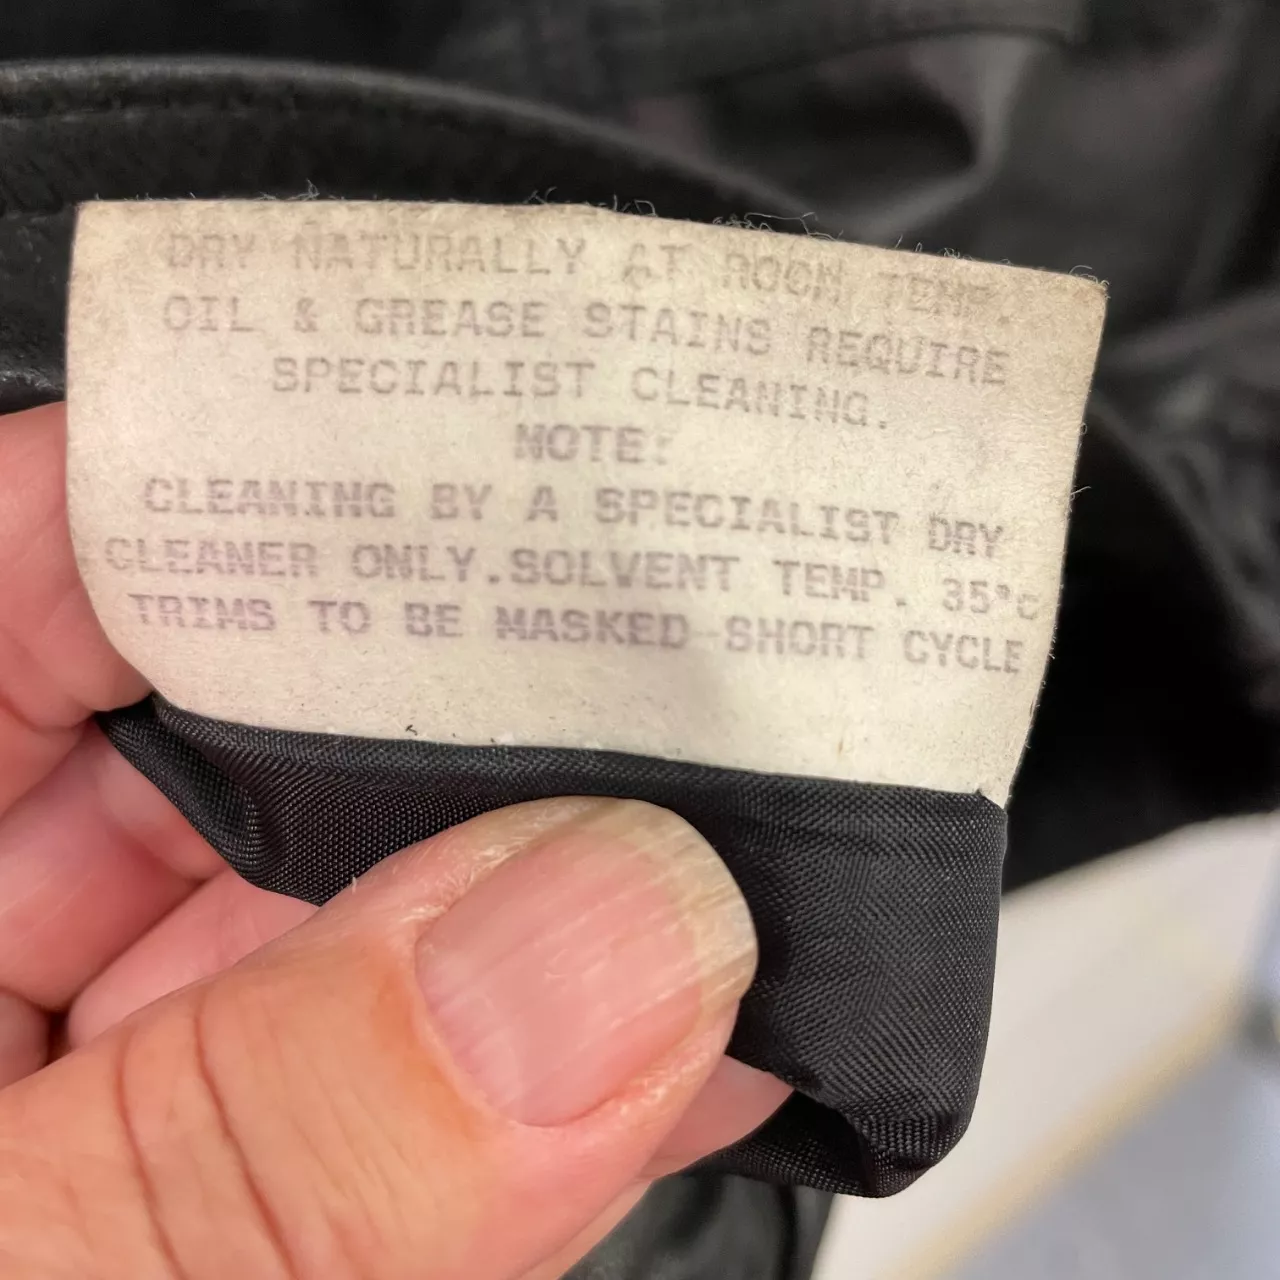 DRY NATURALLY AT ROOM TEMP.
OIL & GREASE STAINS REQUIRE
SPECIALIST CLEANING.
NOTE:
CLEANING BY A SPECIALIST DRY
CLEANER ONLY.SOLVENT TEMP. 35°c
TRIMS TO BE MASKED-SHORT CYCLE